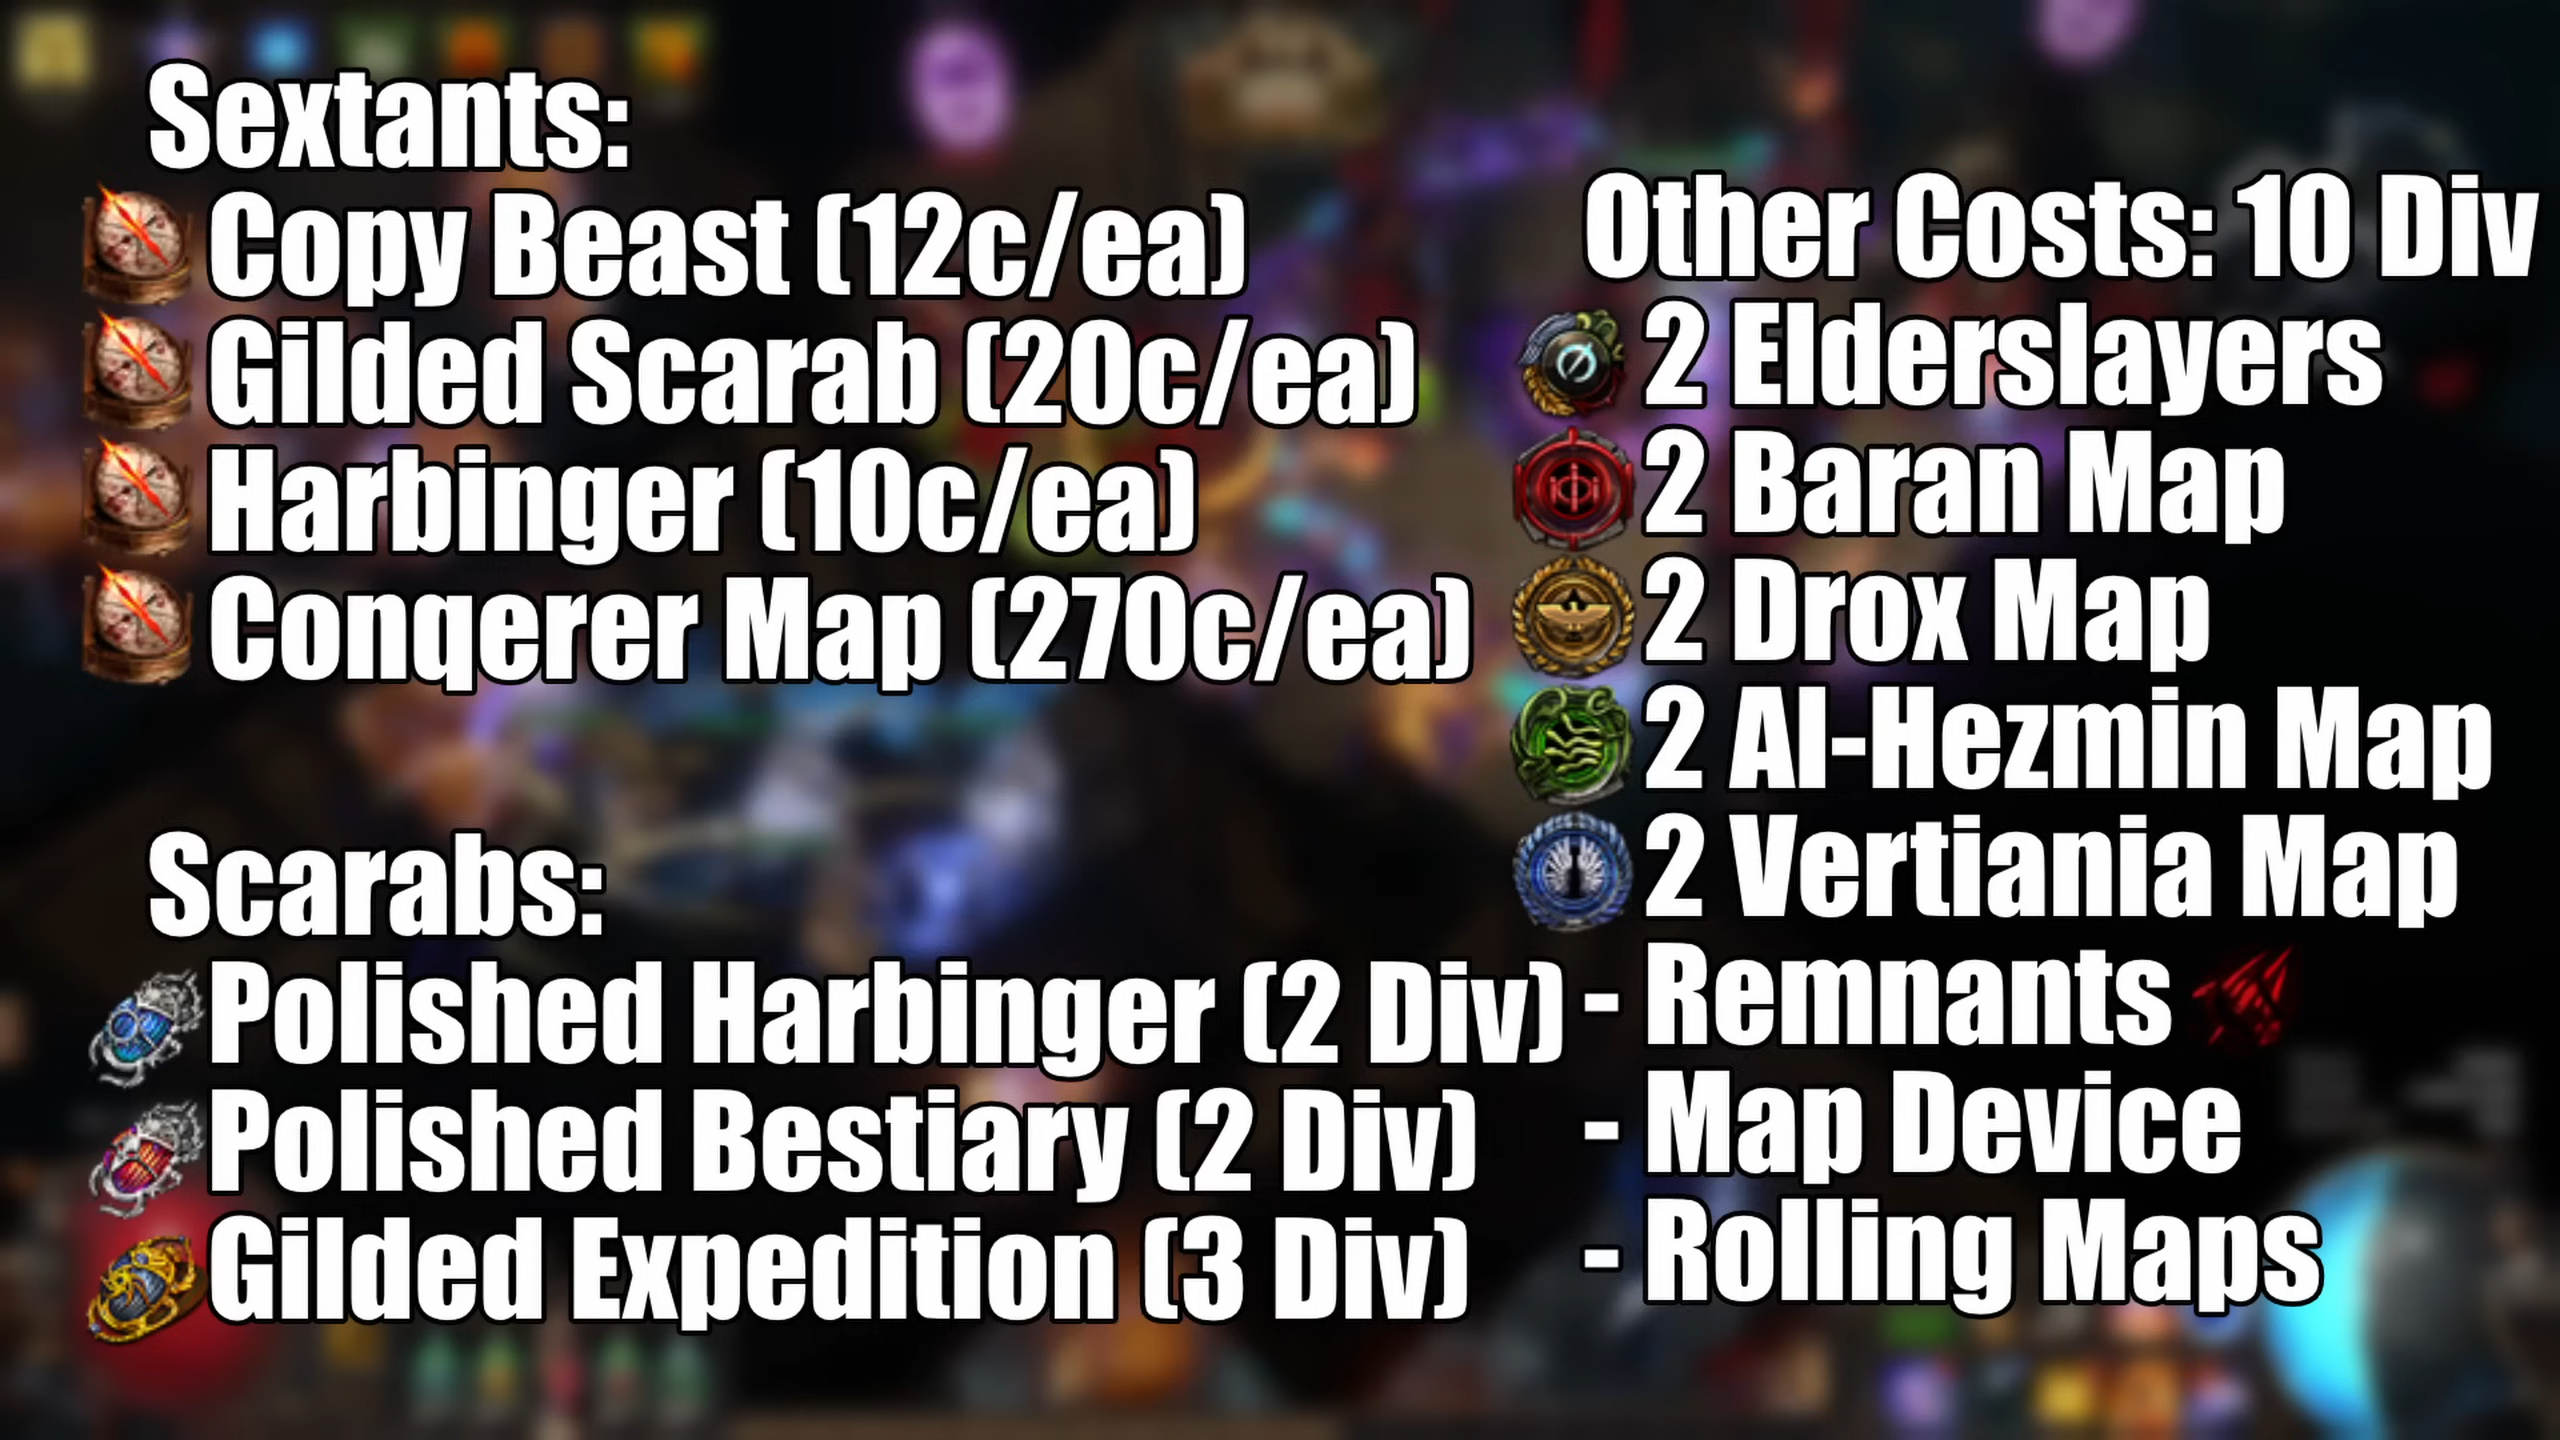 Sextants:
Copy Beast (12c/ea)
Gilded Scarab (20c/ea)
Harbinger (10c/ea)
Conqerer Map (270c/ea)
Scarabs:
Polished Harbinger (2 Div)
Polished Bestiary (2 Div)
Gilded Expedition (3 Div)
Other Costs: 10 Div
2 Elderslayers
2 Baran Map
2 Drox Map
2 Al-Hezmin Map
2 Vertiania Map
- Remnants
- Map Device
- Rolling Maps